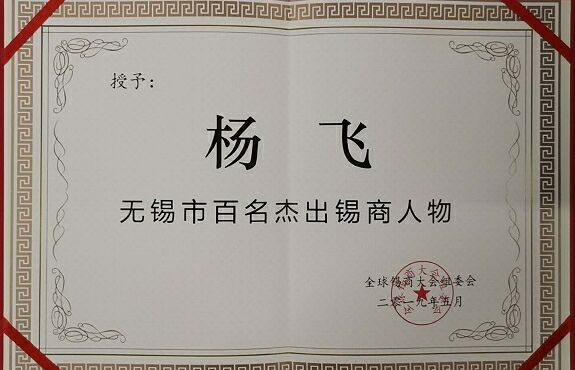 授予：
杨 飞
无锡市百名杰出锡商人物
全球锡商大会组委会
二〇一九年五月